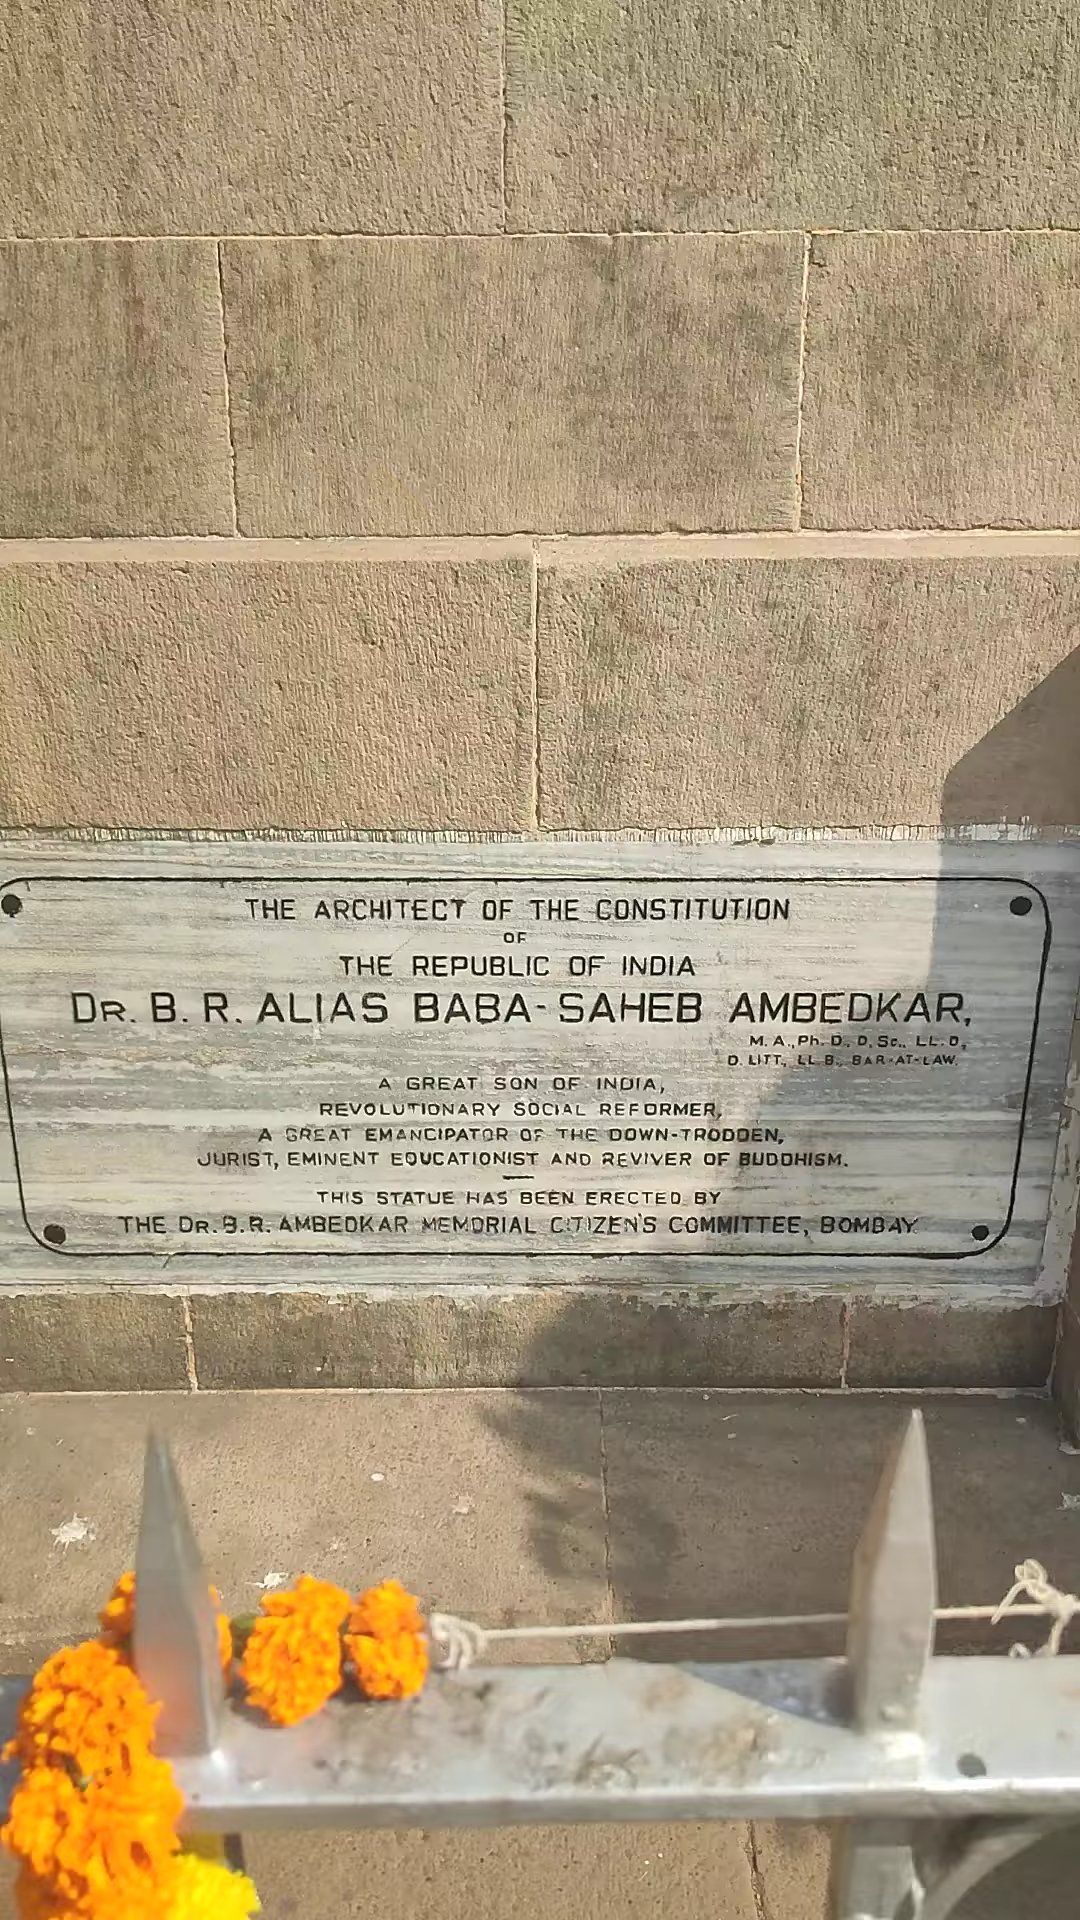 THE ARCHITECT OF THE CONSTITUTION
OF
THE REPUBLIC OF INDIA
DR. B. R. ALIAS BABA-SAHEB AMBEDKAR,
M. A., Ph. D., D. Sc., LL. D,
D. LITT., LL. B., BAR-AT-LAW.
A GREAT SON OF INDIA,
REVOLUTIONARY SOCIAL REFORMER,
A GREAT EMANCIPATOR OF THE DOWN-TRODDEN,
JURIST, EMINENT EDUCATIONIST AND REVIVER OF BUDDHISM.
THIS STATUE HAS BEEN ERECTED BY
THE DR. B.R. AMBEDKAR MEMORIAL CITIZEN'S COMMITTEE, BOMBAY